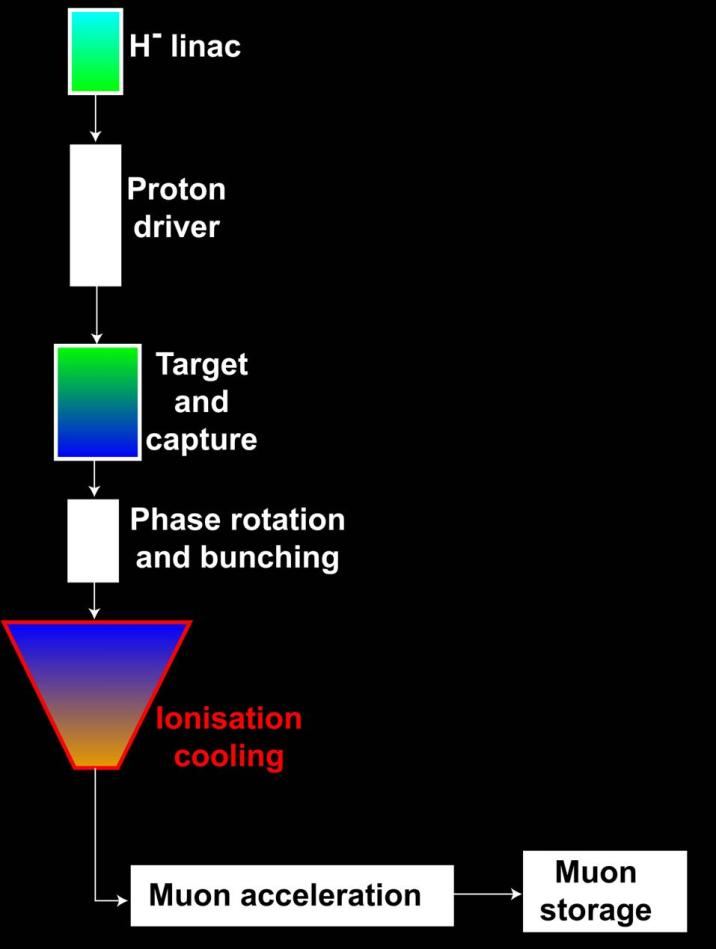 H⁻ linac
Proton
driver
Target
and
capture
Phase rotation
and bunching
Ionisation
cooling
Muon acceleration
Muon
storage